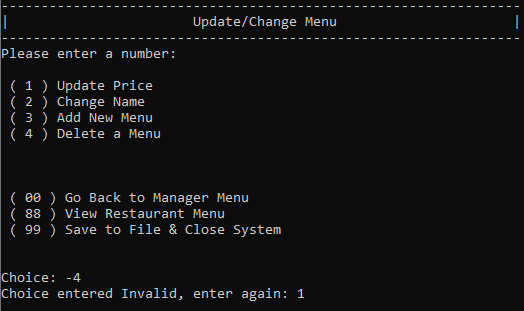 Update/Change Menu
Please enter a number:
( 1 ) Update Price
( 2 ) Change Name
( 3 ) Add New Menu
( 4 ) Delete a Menu
( 00 ) Go Back to Manager Menu
( 88 ) View Restaurant Menu
( 99 ) Save to File & Close System
Choice: -4
Choice entered Invalid, enter again: 1